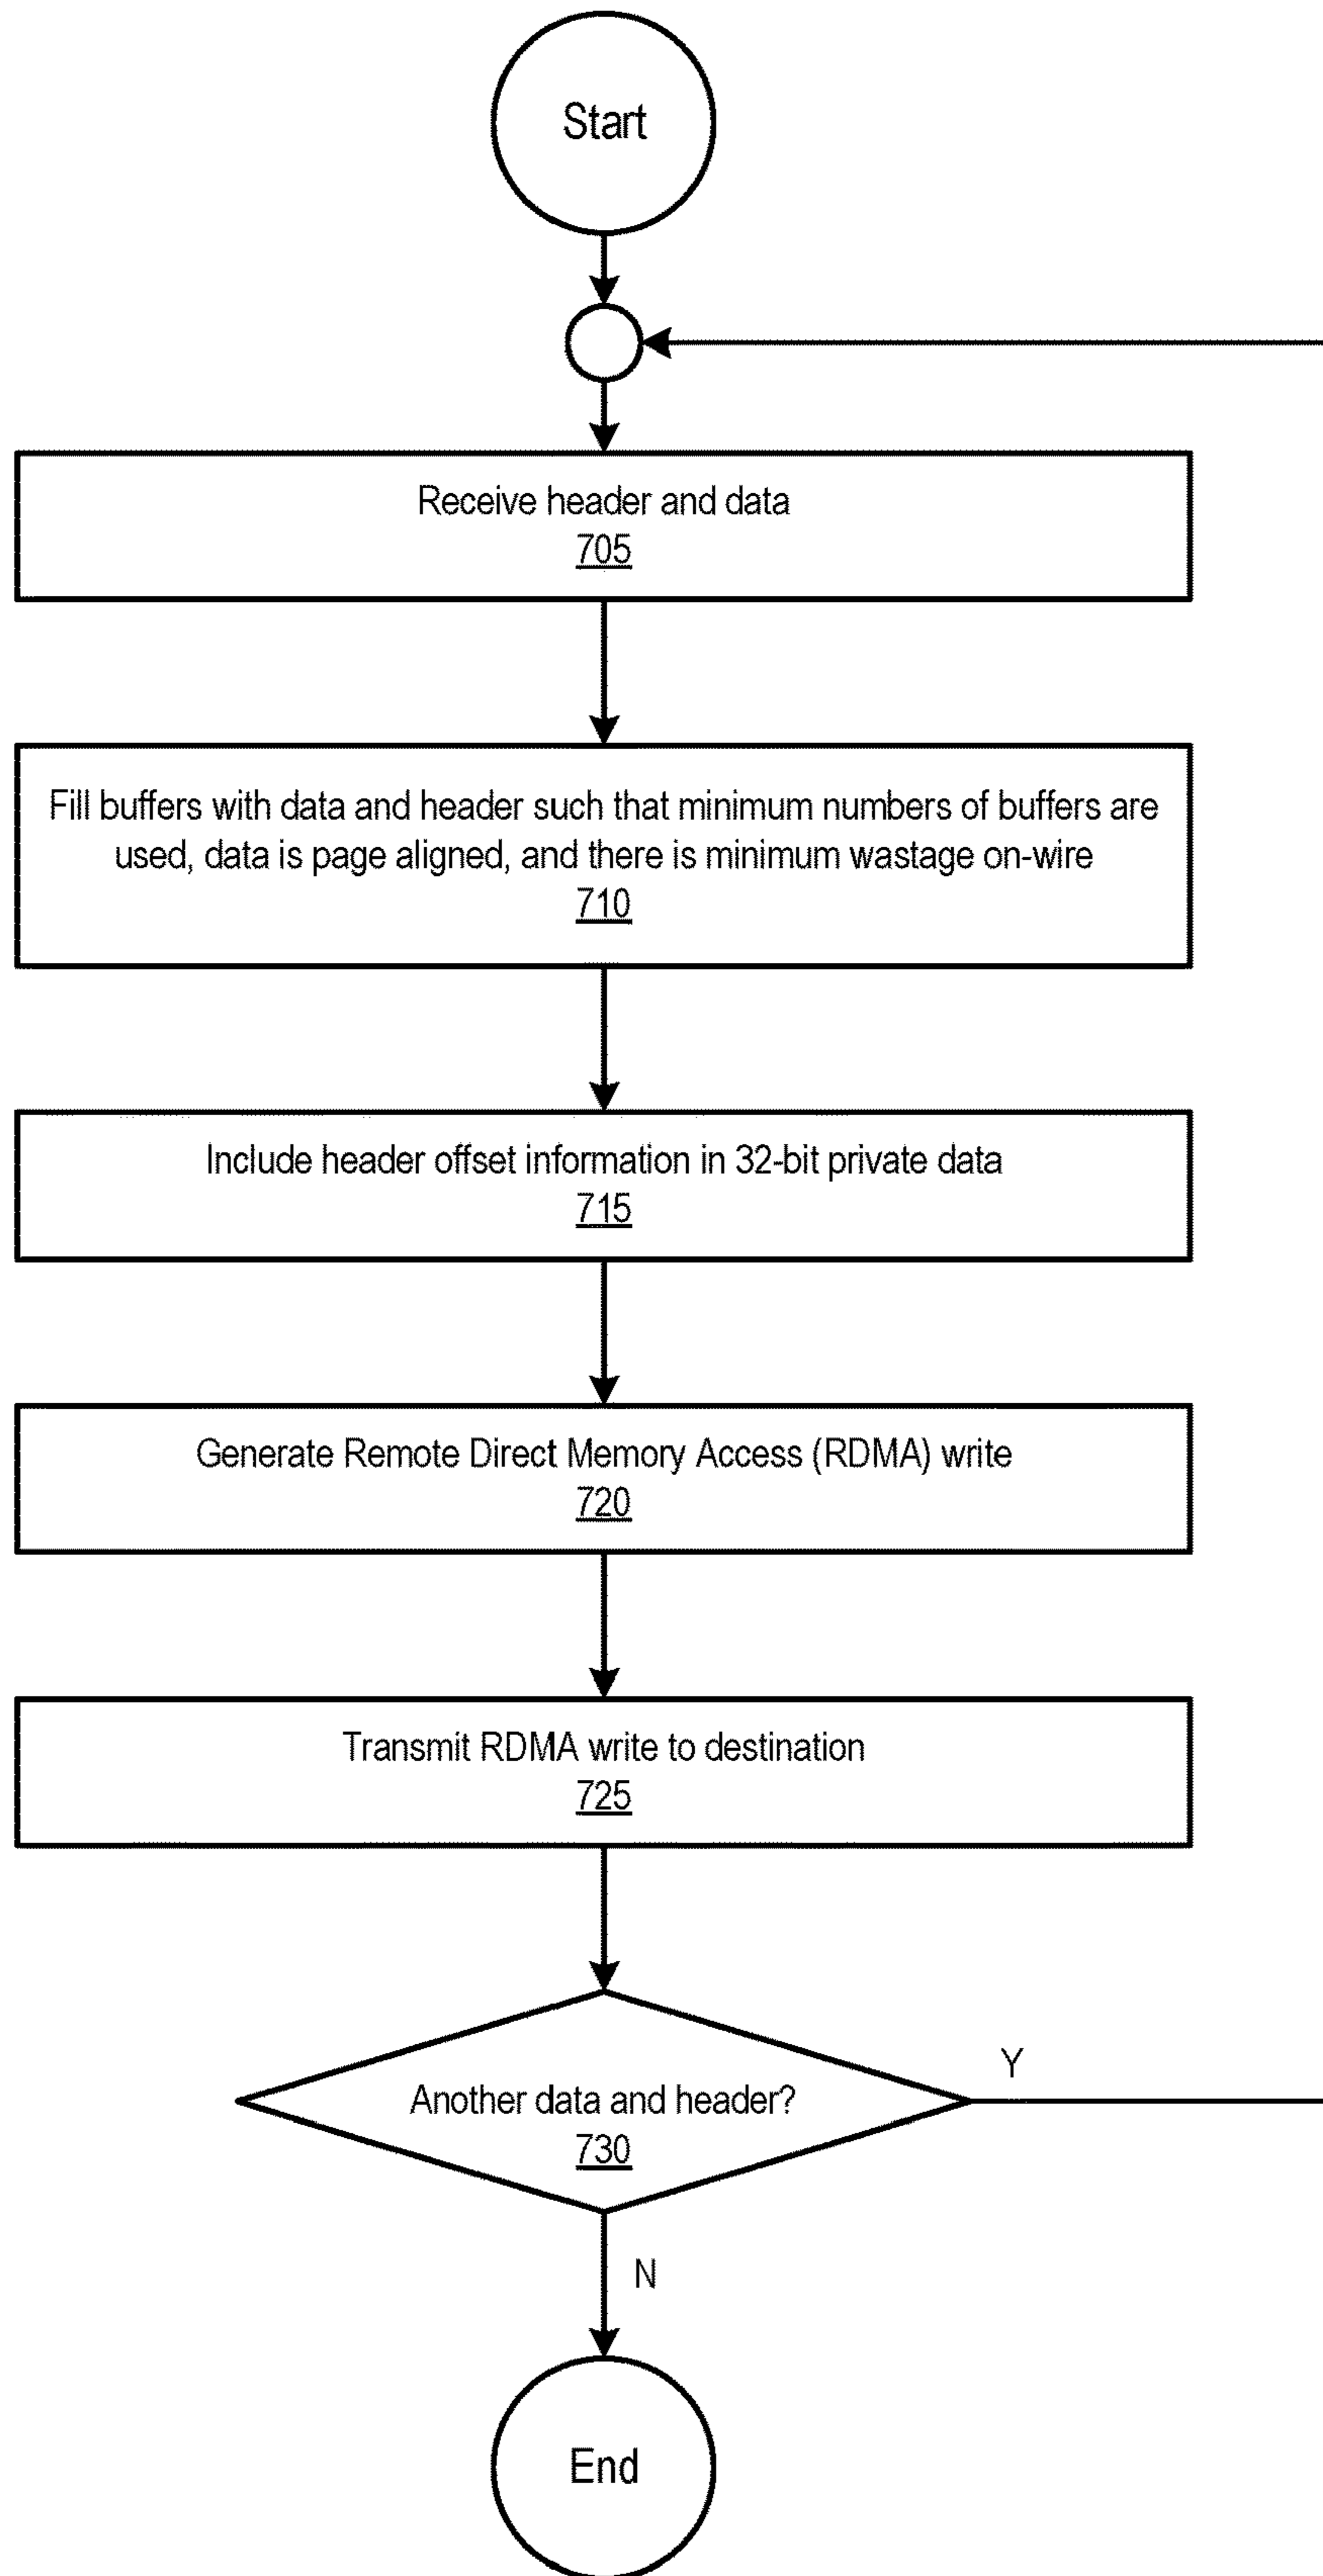 Start
Receive header and data
705
Fill buffers with data and header such that minimum numbers of buffers are
used, data is page aligned, and there is minimum wastage on-wire
710
Include header offset information in 32-bit private data
715
Generate Remote Direct Memory Access (RDMA) write
720
Transmit RDMA write to destination
725
Another data and header?
730
Y
N
End